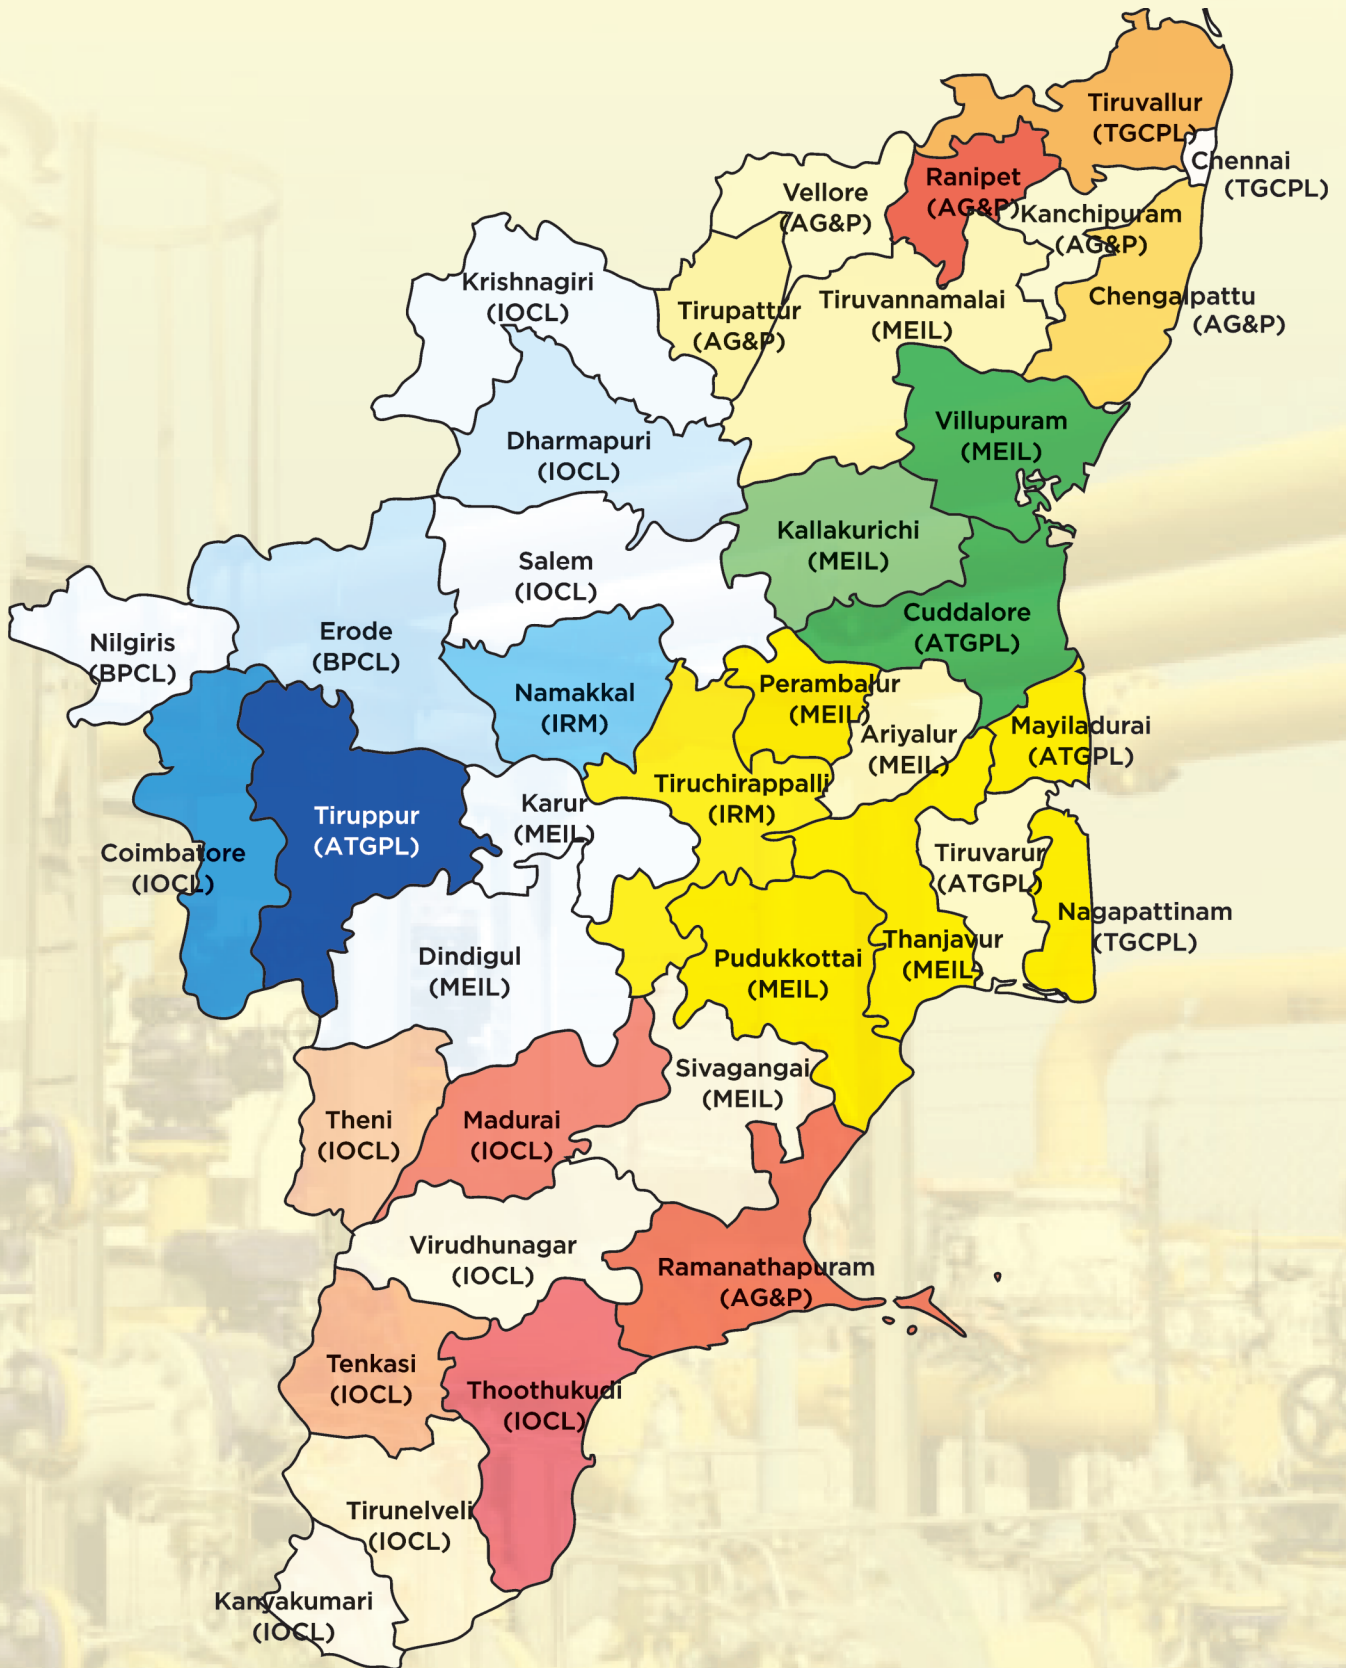 Tiruvallur
(TGCPL)
Chennai
(TGCPL)
Ranipet
(AG&P)
Vellore
(AG&P)
Kanchipuram
(AG&P)
Krishnagiri
(IOCL)
Tirupattur
(AG&P)
Tiruvannamalai
(MEIL)
Chengalpattu
(AG&P)
Villupuram
(MEIL)
Dharmapuri
(IOCL)
Kallakurichi
(MEIL)
Salem
(IOCL)
Cuddalore
(ATGPL)
Nilgiris
(BPCL)
Erode
(BPCL)
Namakkal
(IRM)
Perambalur
(MEIL)
Ariyalur
(MEIL)
Mayiladurai
(ATGPL)
Tiruchirappalli
(IRM)
Karur
(MEIL)
Tiruppur
(ATGPL)
Coimbatore
(IOCL)
Tiruvarur
(ATGPL)
Nagapattinam
(TGCPL)
Thanjavur
(MEIL)
Dindigul
(MEIL)
Pudukkottai
(MEIL)
Sivagangai
(MEIL)
Theni
(IOCL)
Madurai
(IOCL)
Virudhunagar
(IOCL)
Ramanathapuram
(AG&P)
Tenkasi
(IOCL)
Thoothukudi
(IOCL)
Tirunelveli
(IOCL)
Kanyakumari
(IOCL)